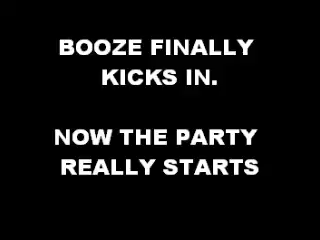 BOOZE FINALLY
KICKS IN.
NOW THE PARTY
REALLY STARTS